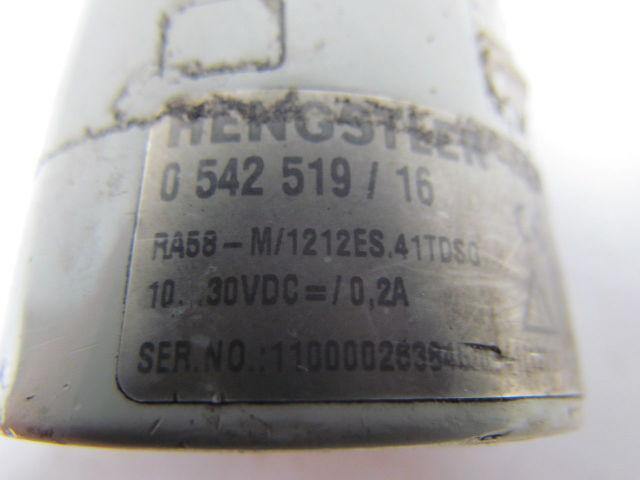 HENGSTLER
0 542 519 / 16
RA58-M/1212ES.41TDSG
10...30VDC=/0,2A
SER.NO.: